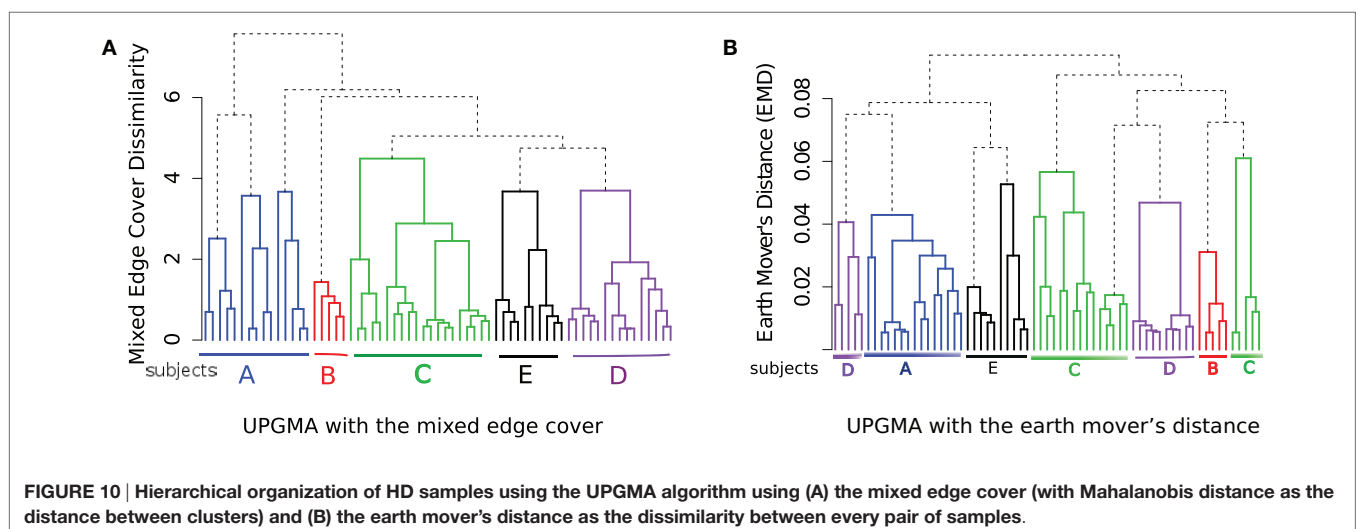 A
Mixed Edge Cover Dissimilarity
6
4
2
0
subjects
A
B
C
E
D
UPGMA with the mixed edge cover
B
Earth Mover's Distance (EMD)
0.08
0.06
0.04
0.02
subjects
D
A
E
C
D
B
C
UPGMA with the earth mover's distance
FIGURE 10 | Hierarchical organization of HD samples using the UPGMA algorithm using (A) the mixed edge cover (with Mahalanobis distance as the
distance between clusters) and (B) the earth mover's distance as the dissimilarity between every pair of samples.